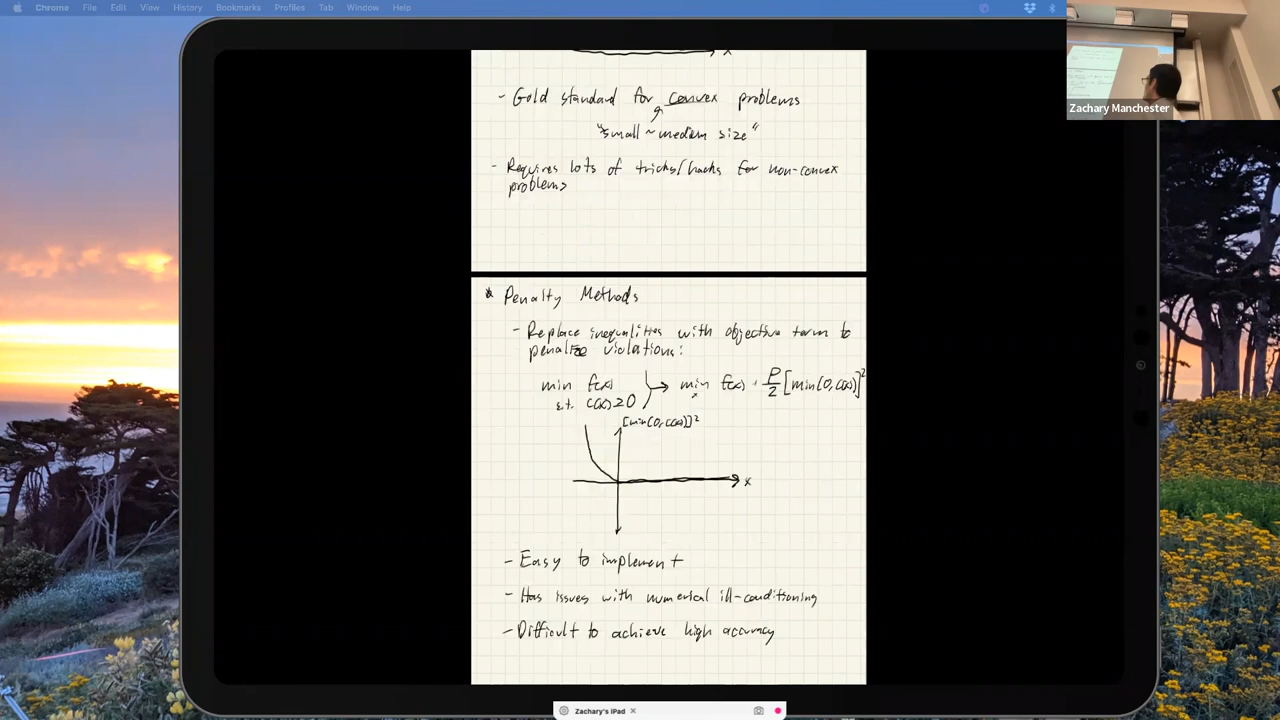 Chrome File Edit View History Bookmarks Profiles Tab Window Help
Zachary Manchester
x
- Gold standard for convex problems
"small ~ medium size"
- Requires lots of tricks/hacks for non-convex
problems
* Penalty Methods
- Replace inequalities with objective term to
penalize violations:
min f(x) } → min f(x) + ρ/2 [min(0, c(x))]²
s.t. c(x) ≥ 0 x
[min(0, c(x))]²
x
- Easy to implement
- Has issues with numerical ill-conditioning
- Difficult to achieve high accuracy
Zachary's iPad